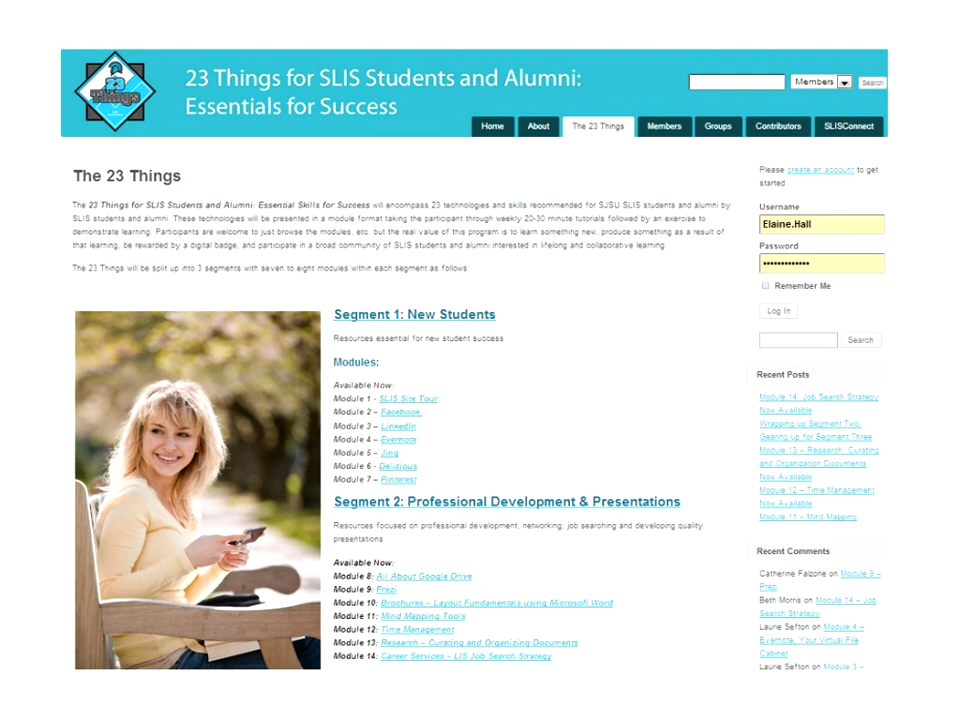 23 Things
23 Things for SLIS Students and Alumni:
Essentials for Success
Members
Search
Home
About
The 23 Things
Members
Groups
Contributors
SLISConnect
The 23 Things
The 23 Things for SLIS Students and Alumni: Essential Skills for Success will encompass 23 technologies and skills recommended for SJSU SLIS students and alumni by
SLIS students and alumni. These technologies will be presented in a module format taking the participant through weekly 20-30 minute tutorials followed by an exercise to
demonstrate learning. Participants are welcome to just browse the modules, etc. but the real value of this program is to learn something new, produce something as a result of
that learning, be rewarded by a digital badge, and participate in a broad community of SLIS students and alumni interested in lifelong and collaborative learning.
The 23 Things will be split up into 3 segments with seven to eight modules within each segment as follows
Segment 1: New Students
Resources essential for new student success
Modules:
Available Now:
Module 1 - SLIS Site Tour
Module 2 – Facebook
Module 3 – LinkedIn
Module 4 – Evernote
Module 5 – Jing
Module 6 - Delicious
Module 7 – Pinterest
Segment 2: Professional Development & Presentations
Resources focused on professional development, networking, job searching and developing quality
presentations
Available Now:
Module 8: All About Google Drive
Module 9: Prezi
Module 10: Brochures – Layout Fundamentals using Microsoft Word
Module 11: Mind Mapping Tools
Module 12: Time Management
Module 13: Research – Curating and Organizing Documents
Module 14: Career Services – LIS Job Search Strategy
Please create an account to get
started
Username
Elaine.Hall
Password
•••••••••••••
Remember Me
Log In
Search
Recent Posts
Module 14, Job Search Strategy
Now Available
Wrapping up Segment Two,
Gearing up for Segment Three
Module 13 – Research, Curating
and Organization Documents
Now Available
Module 12 – Time Management
Now Available
Module 11 – Mind Mapping
Recent Comments
Catherine Falzone on Module 9 –
Prezi
Beth Morris on Module 14 – Job
Search Strategy
Laurie Sefton on Module 4 –
Evernote, Your Virtual File
Cabinet
Laurie Sefton on Module 3 –